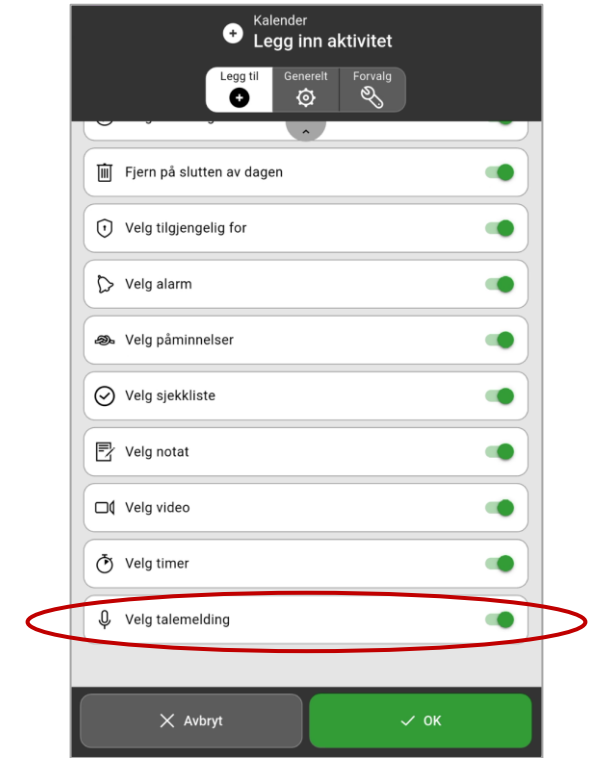 Kalender
Legg inn aktivitet
Legg til
Generelt
Forvalg
Fjern på slutten av dagen
Velg tilgjengelig for
Velg alarm
Velg påminnelser
Velg sjekkliste
Velg notat
Velg video
Velg timer
Velg talemelding
Avbryt
OK